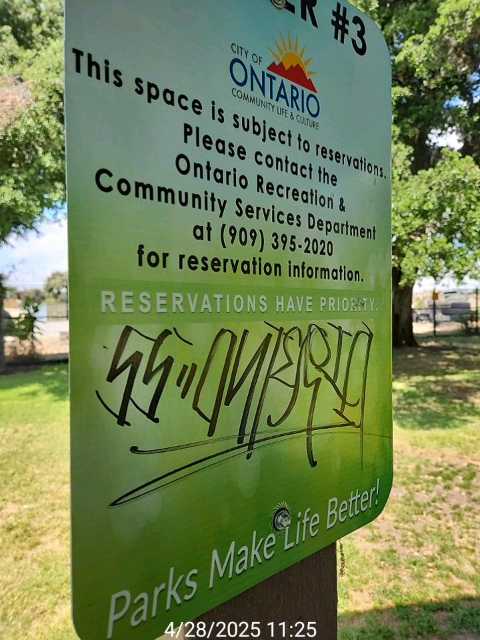 ER #3
CITY OF
ONTARIO
COMMUNITY LIFE & CULTURE
This space is subject to reservations.
Please contact the
Ontario Recreation &
Community Services Department
at (909) 395-2020
for reservation information.
RESERVATIONS HAVE PRIORITY.
Parks Make Life Better!
4/28/2025 11:25